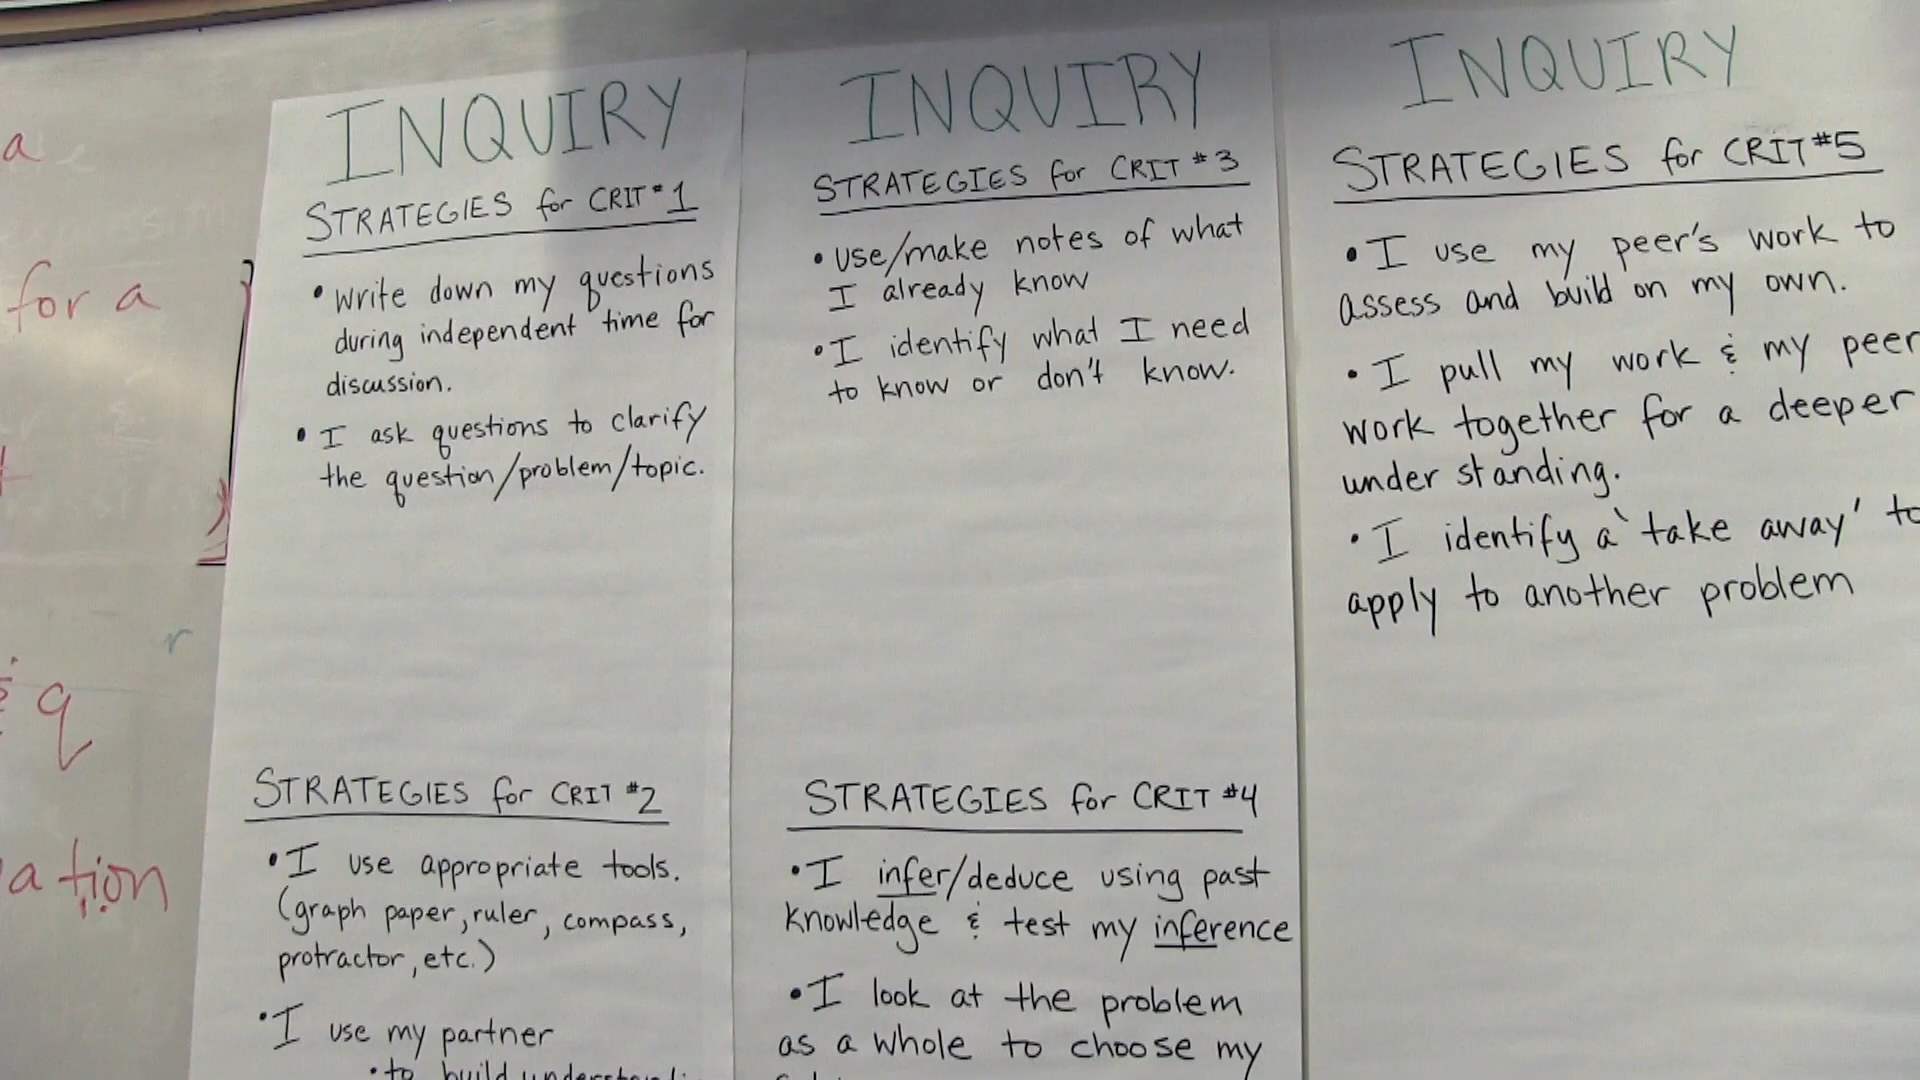 a
for a
q
ation
INQUIRY
STRATEGIES for CRIT #1
• Write down my questions
during independent time for
discussion.
• I ask questions to clarify
the question/problem/topic.
STRATEGIES for CRIT #2
• I use appropriate tools.
(graph paper, ruler, compass,
protractor, etc.)
• I use my partner
• to build
INQUIRY
STRATEGIES for CRIT #3
• use/make notes of what
I already know
• I identify what I need
to know or don't know.
STRATEGIES for CRIT #4
• I infer/deduce using past
knowledge & test my inference
• I look at the problem
as a whole to choose my
INQUIRY
STRATEGIES for CRIT #5
• I use my peer's work to
assess and build on my own.
• I pull my work & my peer
work together for a deeper
under standing.
• I identify a 'take away' to
apply to another problem